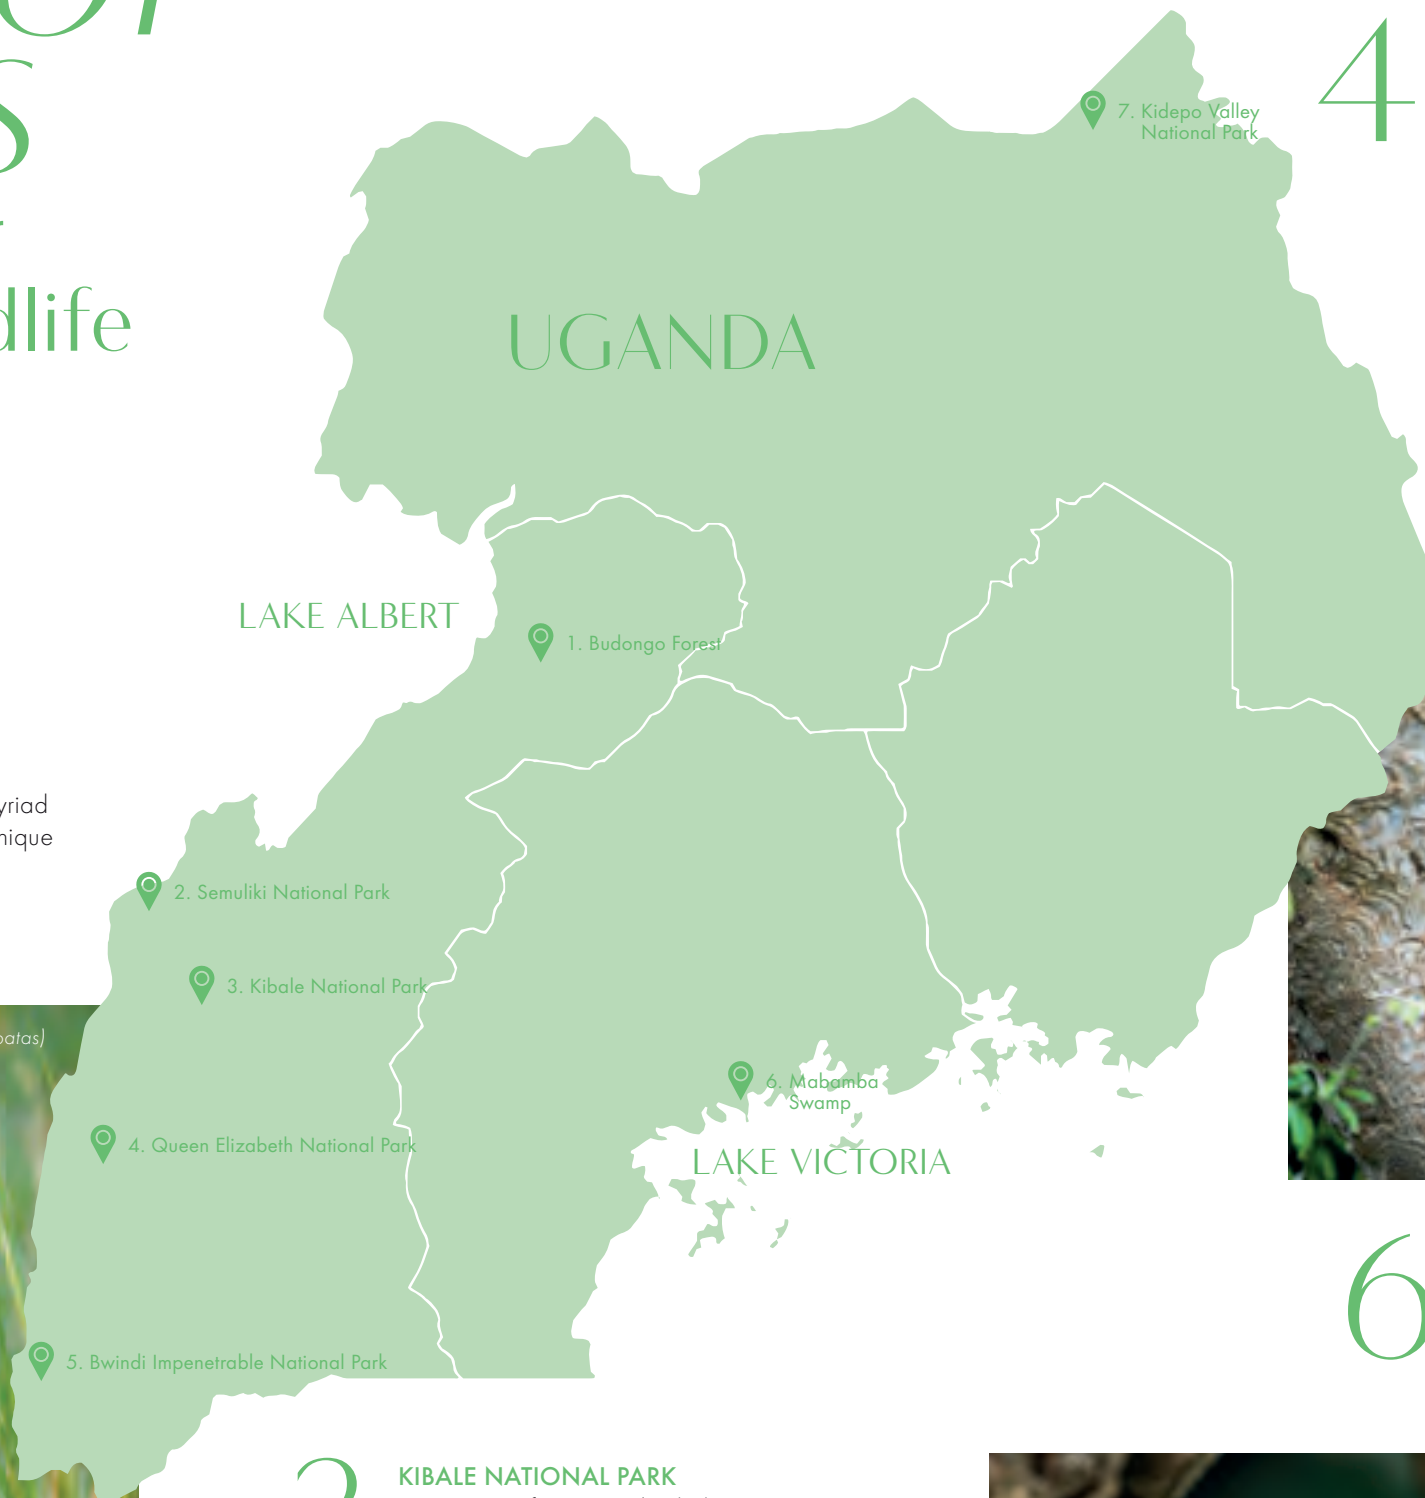 4
7. Kidepo Valley
National Park
dlife
UGANDA
LAKE ALBERT
1. Budongo Forest
yriad
nique
2. Semuliki National Park
3. Kibale National Park
patas)
6. Mabamba
Swamp
4. Queen Elizabeth National Park
LAKE VICTORIA
6
5. Bwindi Impenetrable National Park
KIBALE NATIONAL PARK